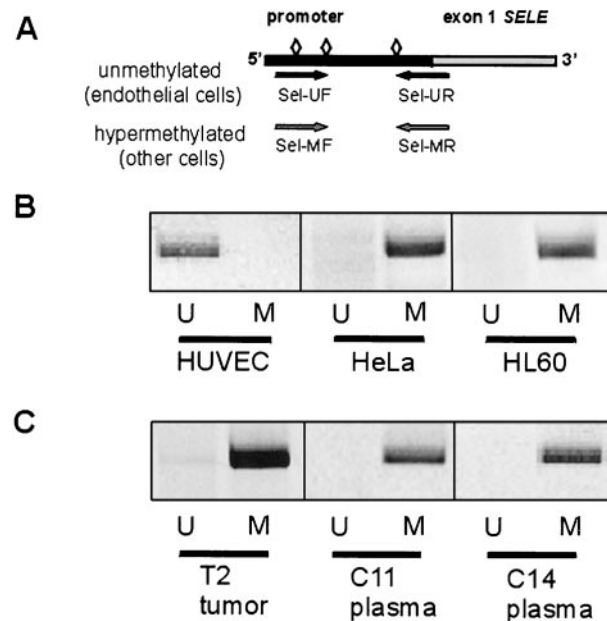 A
promoter
exon 1 SELE
5'
3'
unmethylated
(endothelial cells)
Sel-UF
Sel-UR
hypermethylated
(other cells)
Sel-MF
Sel-MR
B
U M U M U M
HUVEC HeLa HL60
C
U M U M U M
T2 C11 C14
tumor plasma plasma